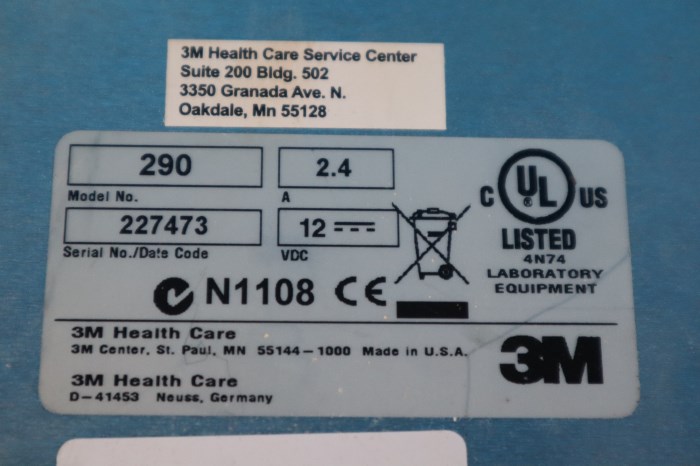 3M Health Care Service Center
Suite 200 Bldg. 502
3350 Granada Ave. N.
Oakdale, Mn 55128
290
2.4
Model No.
A
227473
12
Serial No./Date Code
VDC
C UL ® US
LISTED
4N74
LABORATORY
EQUIPMENT
N1108 CE
3M Health Care
3M Center, St. Paul, MN 55144-1000 Made in U.S.A.
3M
3M Health Care
D-41453 Neuss, Germany